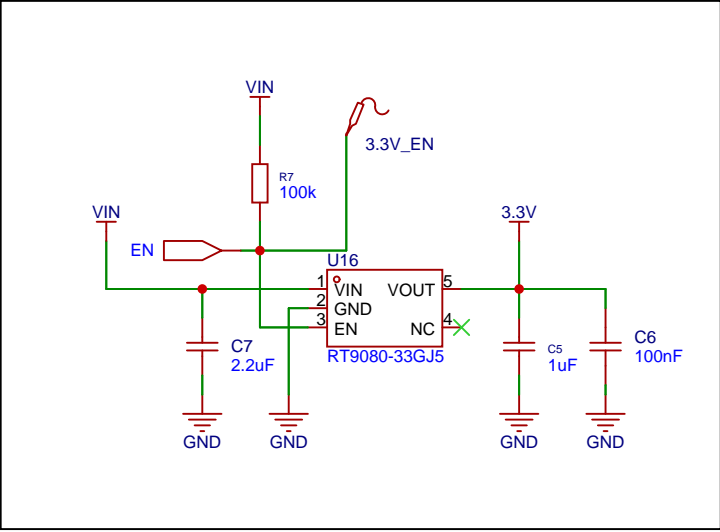 VIN
3.3V_EN
R7
100k
VIN
3.3V
EN
U16
1
VIN
VOUT
5
2
GND
3
EN
NC
4
RT9080-33GJ5
C7
2.2uF
C5
1uF
C6
100nF
GND
GND
GND
GND